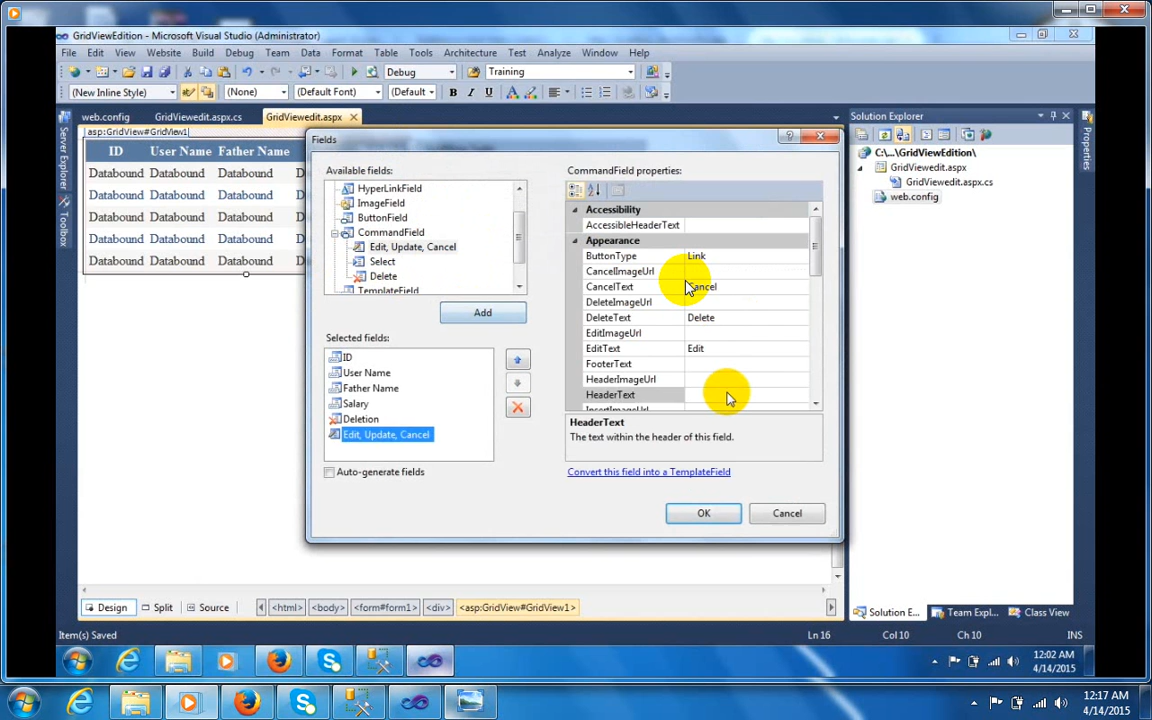 GridViewEdition - Microsoft Visual Studio (Administrator)
File Edit View Website Build Debug Team Data Format Table Tools Architecture Test Analyze Window Help
Debug Training
(New Inline Style) (None) (Default Font) (Default B I U A
web.config GridViewedit.aspx.cs GridViewedit.aspx
asp:GridView#GridView1
ID User Name Father Name
Databound Databound Databound D
Databound Databound Databound D
Databound Databound Databound D
Databound Databound Databound D
Databound Databound Databound D
Server Explorer
Toolbox
Fields
Available fields:
HyperLinkField
ImageField
ButtonField
CommandField
Edit, Update, Cancel
Select
Delete
TemplateField
Add
Selected fields:
ID
User Name
Father Name
Salary
Deletion
Edit, Update, Cancel
Auto-generate fields
CommandField properties:
Accessibility
AccessibleHeaderText
Appearance
ButtonType Link
CancelImageUrl
CancelText Cancel
DeleteImageUrl
DeleteText Delete
EditImageUrl
EditText Edit
FooterText
HeaderImageUrl
HeaderText
InsertImageUrl
HeaderText
The text within the header of this field.
Convert this field into a TemplateField
OK Cancel
Solution Explorer
C:\...\GridViewEdition\
GridViewedit.aspx
GridViewedit.aspx.cs
web.config
Properties
Design Split Source <html> <body> <form#form1> <div> <asp:GridView#GridView1>
Solution E... Team Expl... Class View
Item(s) Saved Ln 16 Col 10 Ch 10 INS
12:02 AM
4/14/2015
12:17 AM
4/14/2015